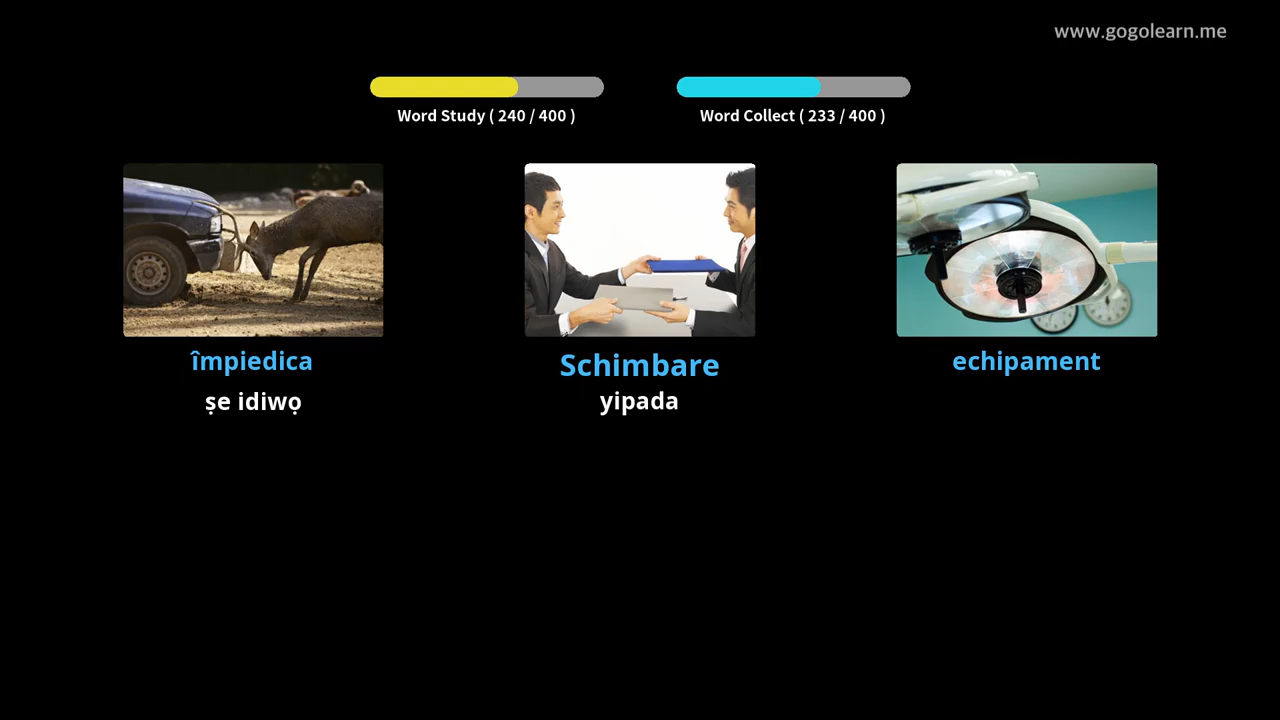 www.gogolearn.me
Word Study ( 240 / 400 )
Word Collect ( 233 / 400 )
împiedica
Schimbare
echipament
ṣe idiwọ
yipada